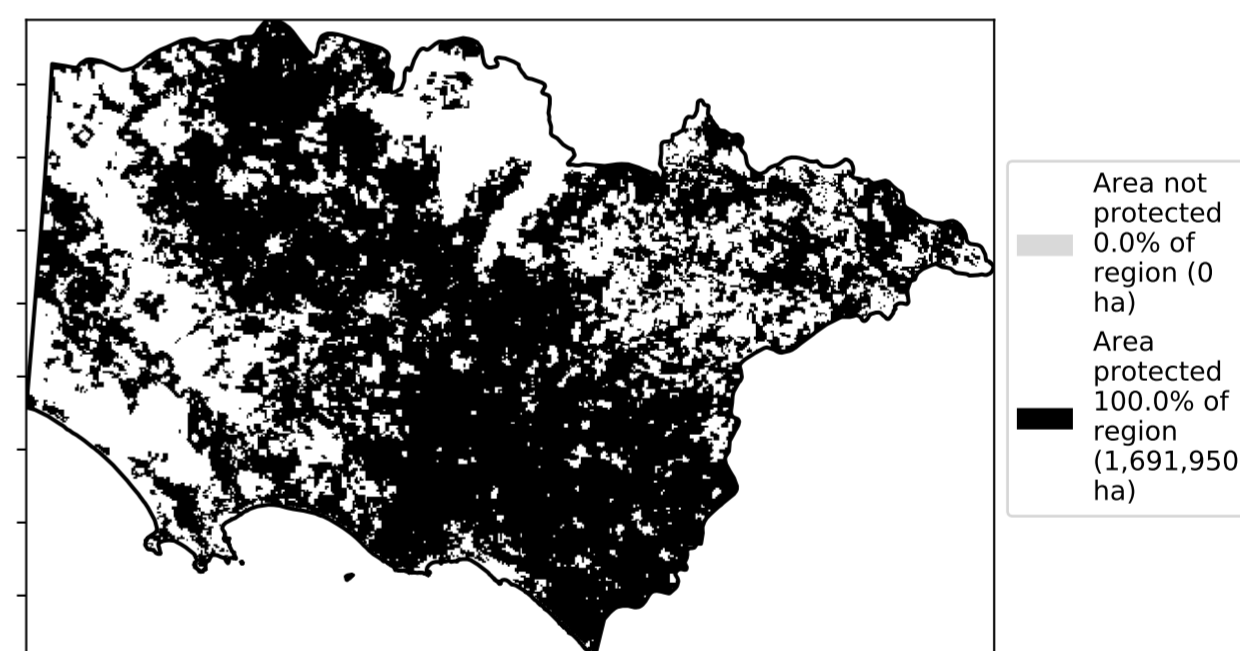 Area not
protected
0.0% of
region (0
ha)
Area
protected
100.0% of
region
(1,691,950
ha)